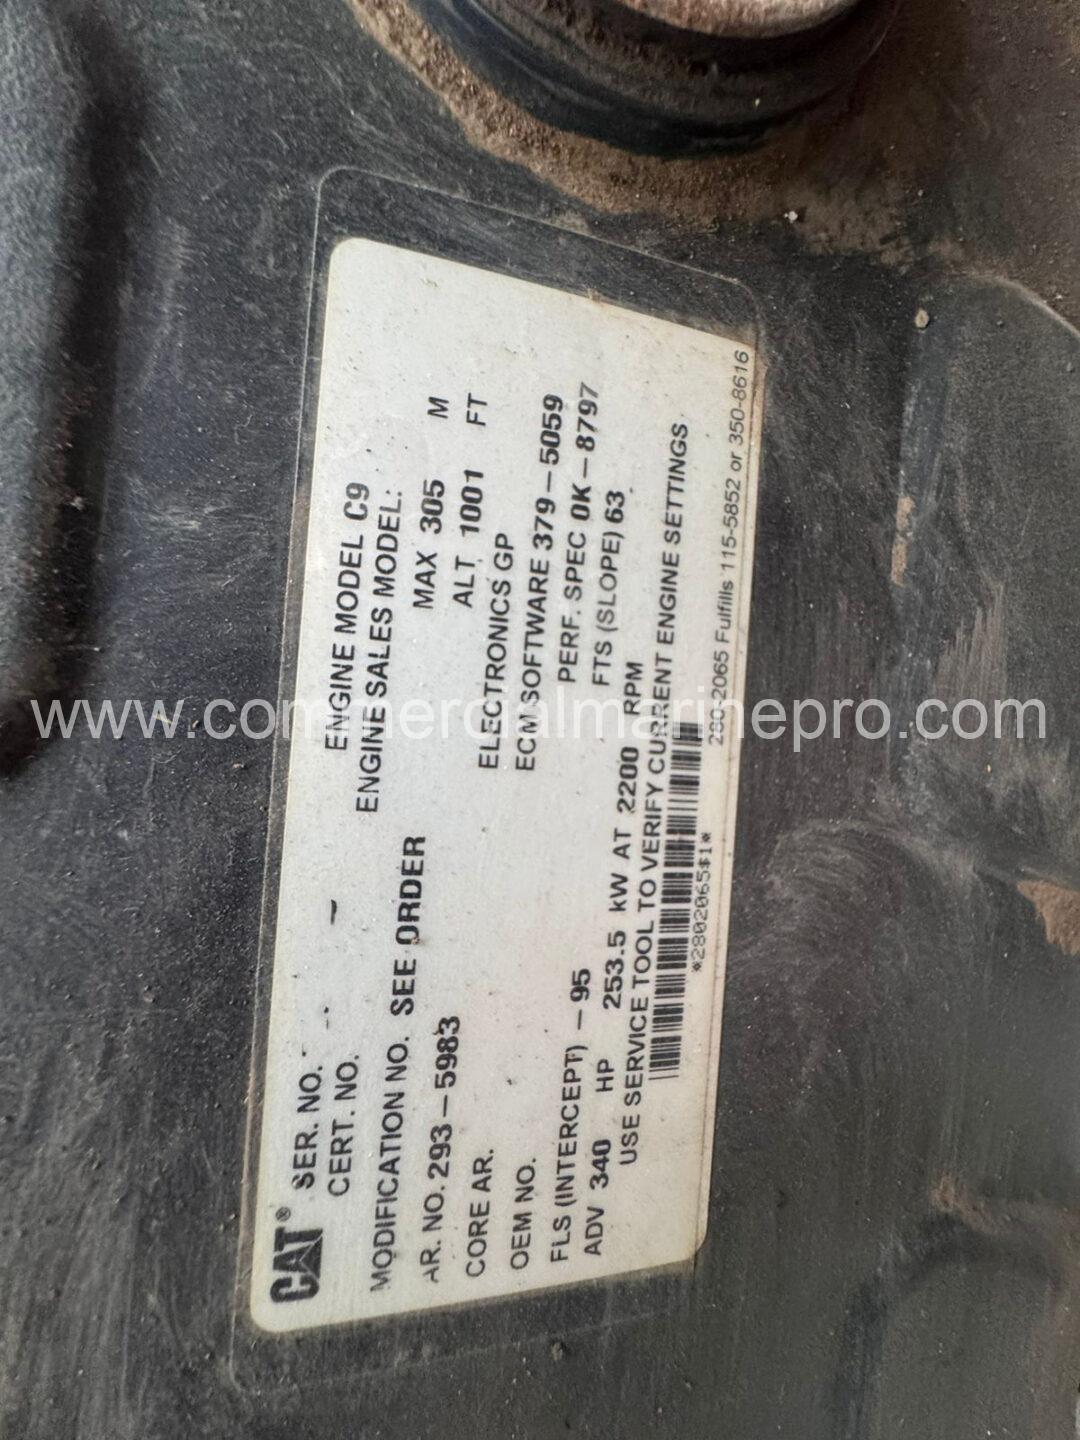 CAT®
SER. NO. ENGINE MODEL C9
CERT. NO. - ENGINE SALES MODEL:
MODIFICATION NO. SEE ORDER MAX 305 M
AR. NO. 293-5983 ALT 1001 FT
CORE AR. ELECTRONICS GP
OEM NO. ECM SOFTWARE 379-5059
PERF. SPEC 0K-8797
FLS (INTERCEPT) -95 FTS (SLOPE) 63
ADV 340 HP 253.5 kW AT 2200 RPM
USE SERVICE TOOL TO VERIFY CURRENT ENGINE SETTINGS
*2802065$1*
280-2065 Fulfills 115-5852 or 350-8616
www.commercialmarinepro.com